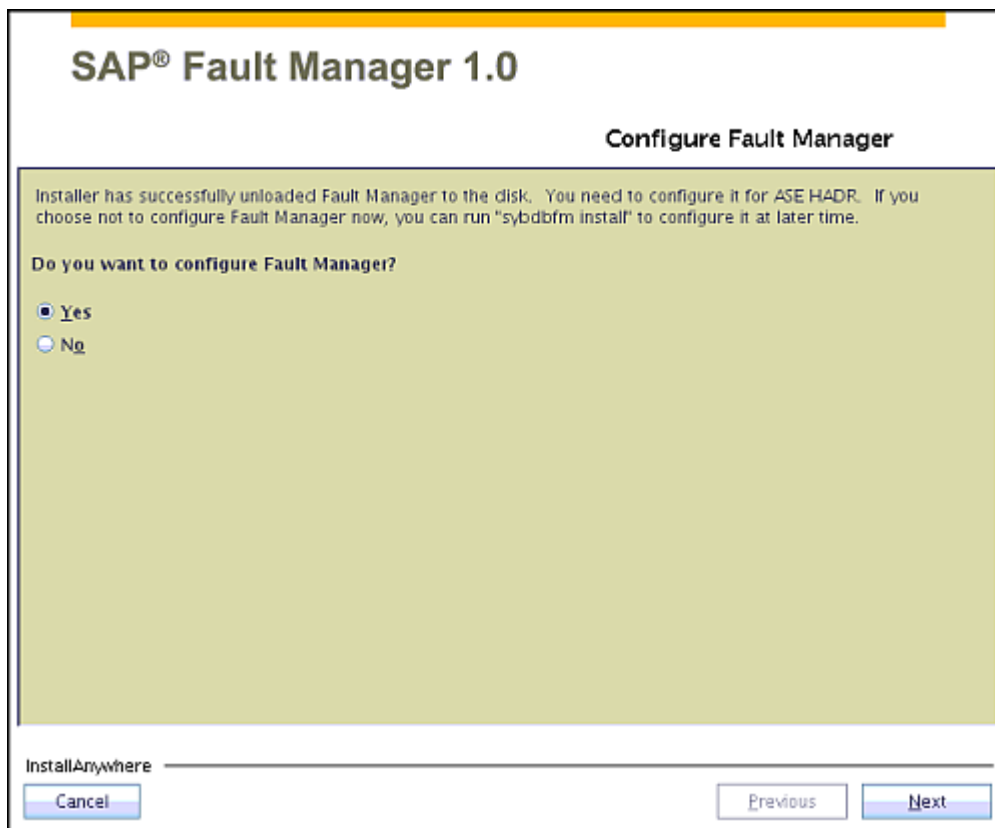 SAP® Fault Manager 1.0
Configure Fault Manager
Installer has successfully unloaded Fault Manager to the disk. You need to configure it for ASE HADR. If you
choose not to configure Fault Manager now, you can run "sybdbfm install" to configure it at later time.
Do you want to configure Fault Manager?
Yes
No
InstallAnywhere
Cancel
Previous
Next